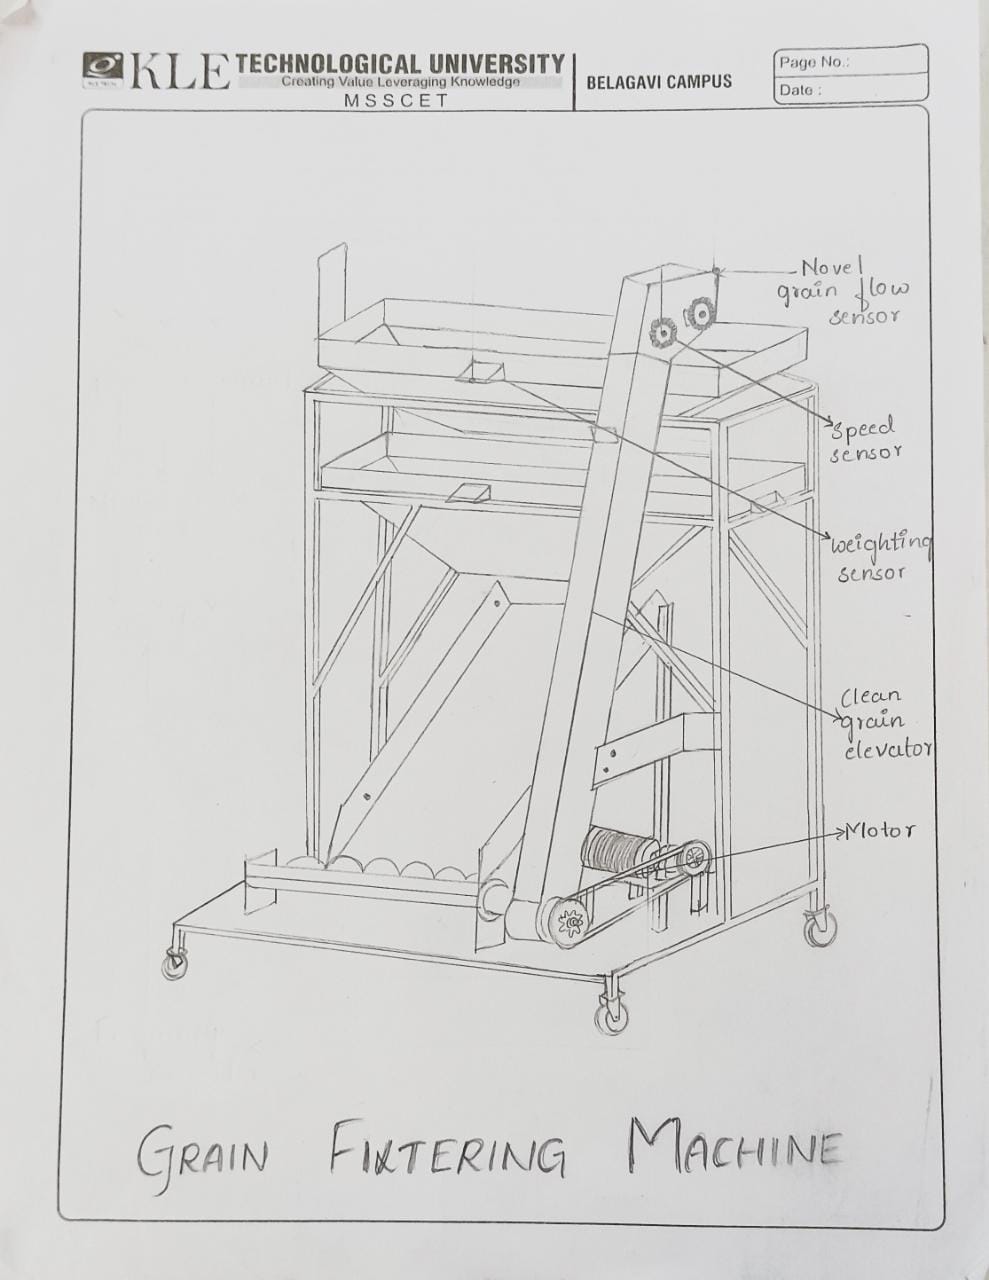 KLE TECHNOLOGICAL UNIVERSITY
Creating Value Leveraging Knowledge
MSSCET
BELAGAVI CAMPUS
Page No.:
Date :
Novel
grain flow
sensor
speed
sensor
weighting
sensor
Clean
grain
elevator
Motor
GRAIN FIXTERING MACHINE